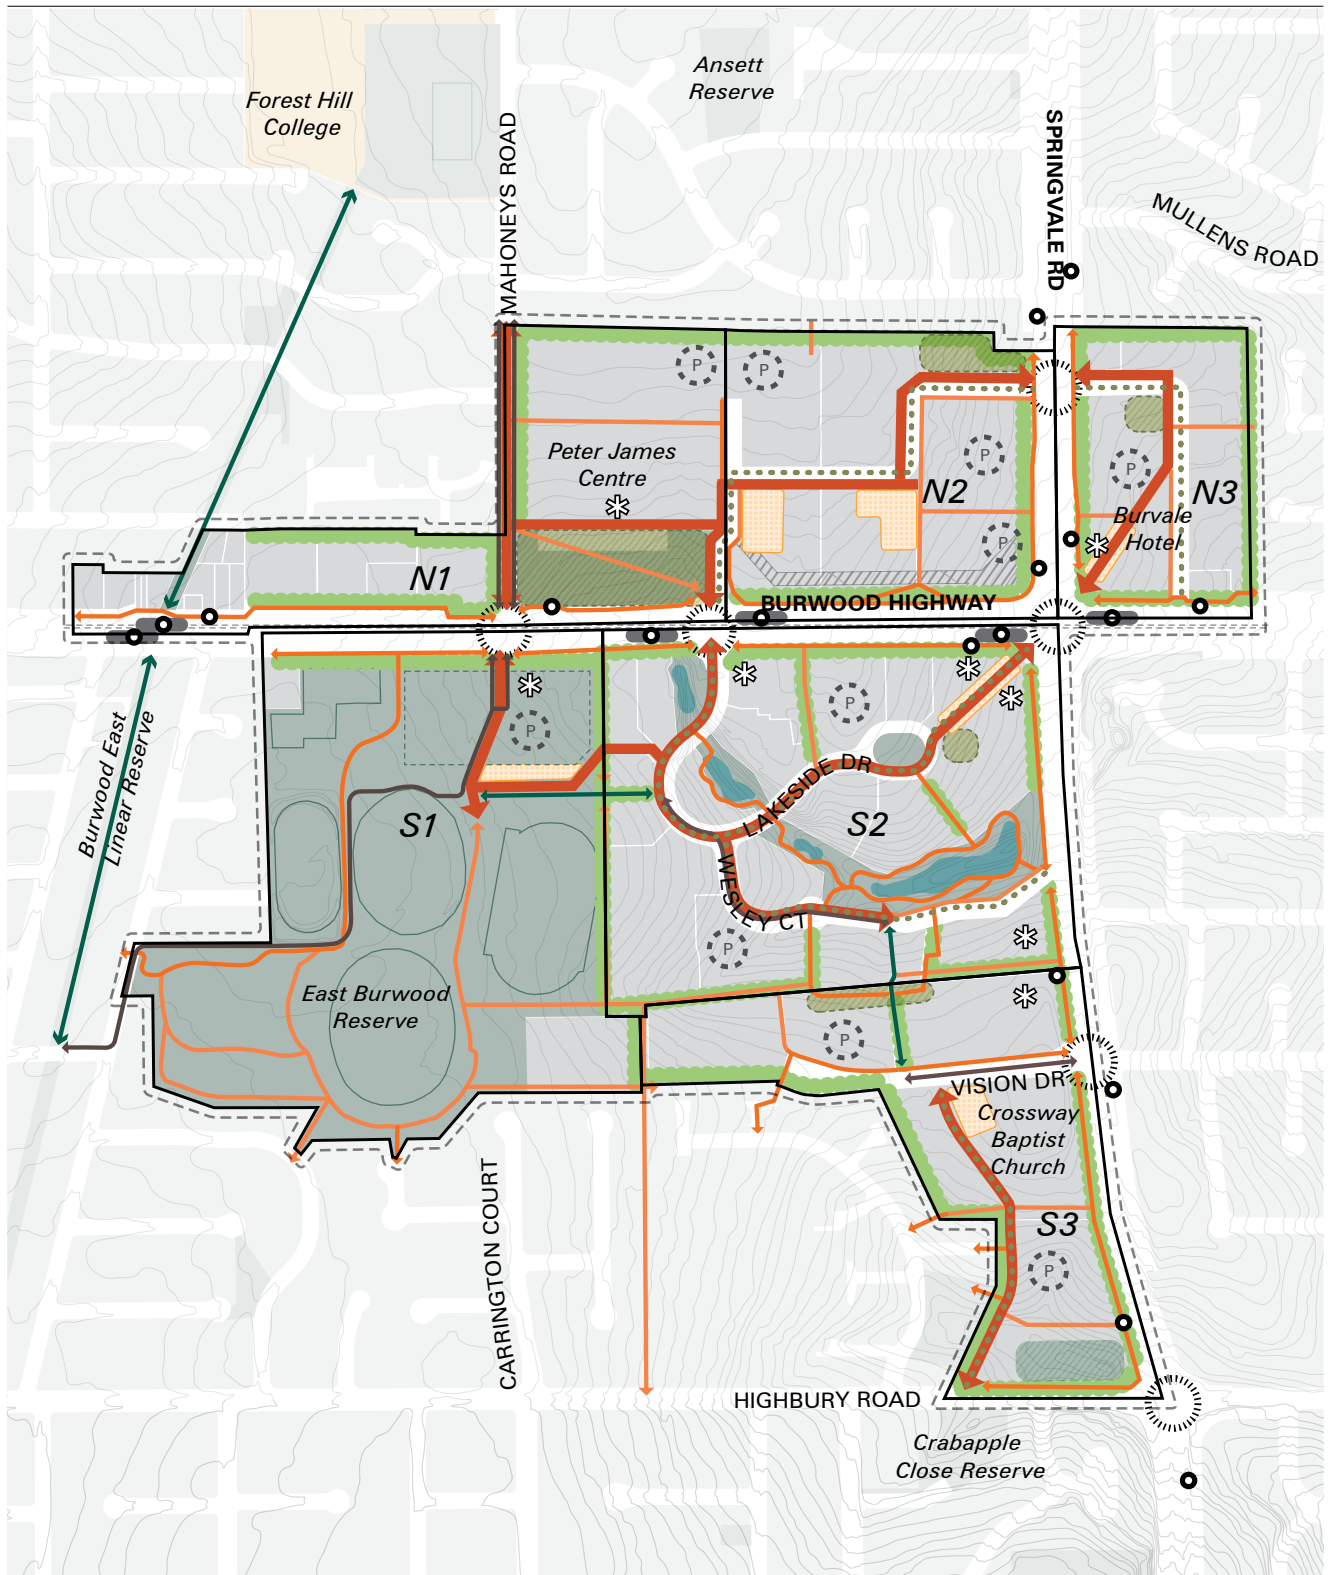 Ansett
Reserve
Forest Hill
College
MAHONEYS ROAD
SPRINGVALE RD
MULLENS ROAD
P
P
Peter James
Centre
P
N2
P
N3
Burvale
Hotel
P
N1
BURWOOD HIGHWAY
Burwood East
Linear Reserve
P
P
LAKESIDE DR
S1
S2
WESLEY CT
P
East Burwood
Reserve
P
VISION DR
Crossway
Baptist
Church
CARRINGTON COURT
S3
P
HIGHBURY ROAD
Crabapple
Close Reserve